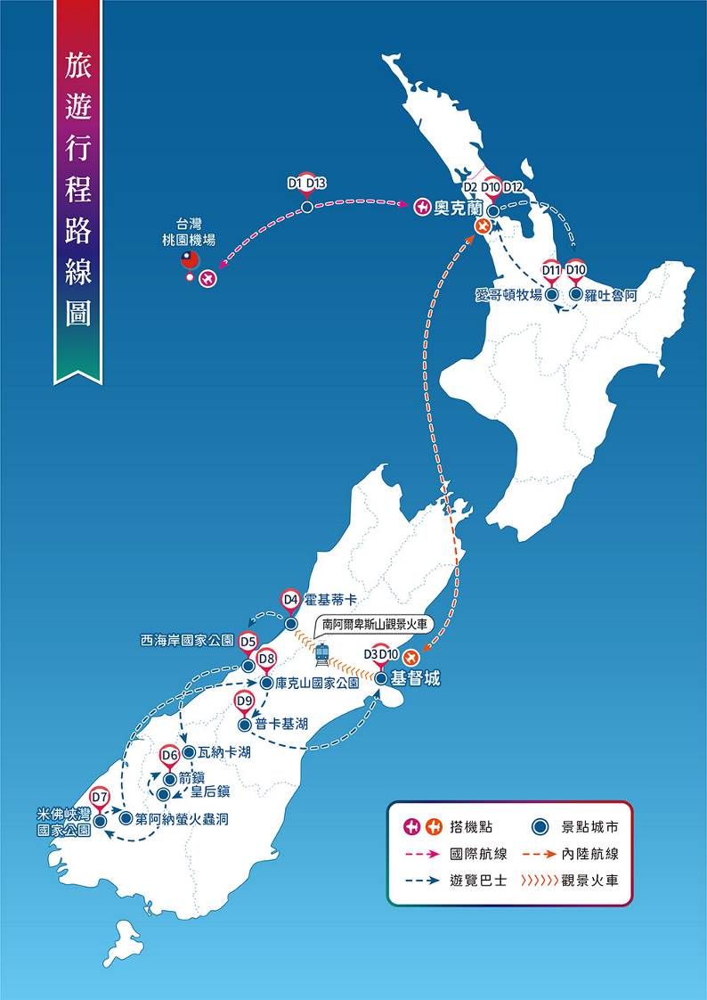 旅遊行程路線圖
D1 D13
台灣
桃園機場
D2 D10 D12
奧克蘭
D11 D10
愛哥頓牧場
羅吐魯阿
D4
霍基蒂卡
南阿爾卑斯山觀景火車
西海岸國家公園
D5
D8
D3 D10
基督城
庫克山國家公園
D9
普卡基湖
D6
瓦納卡湖
箭鎮
皇后鎮
D7
米佛峽灣
國家公園
第阿納螢火蟲洞
搭機點
景點城市
國際航線
內陸航線
遊覽巴士
觀景火車